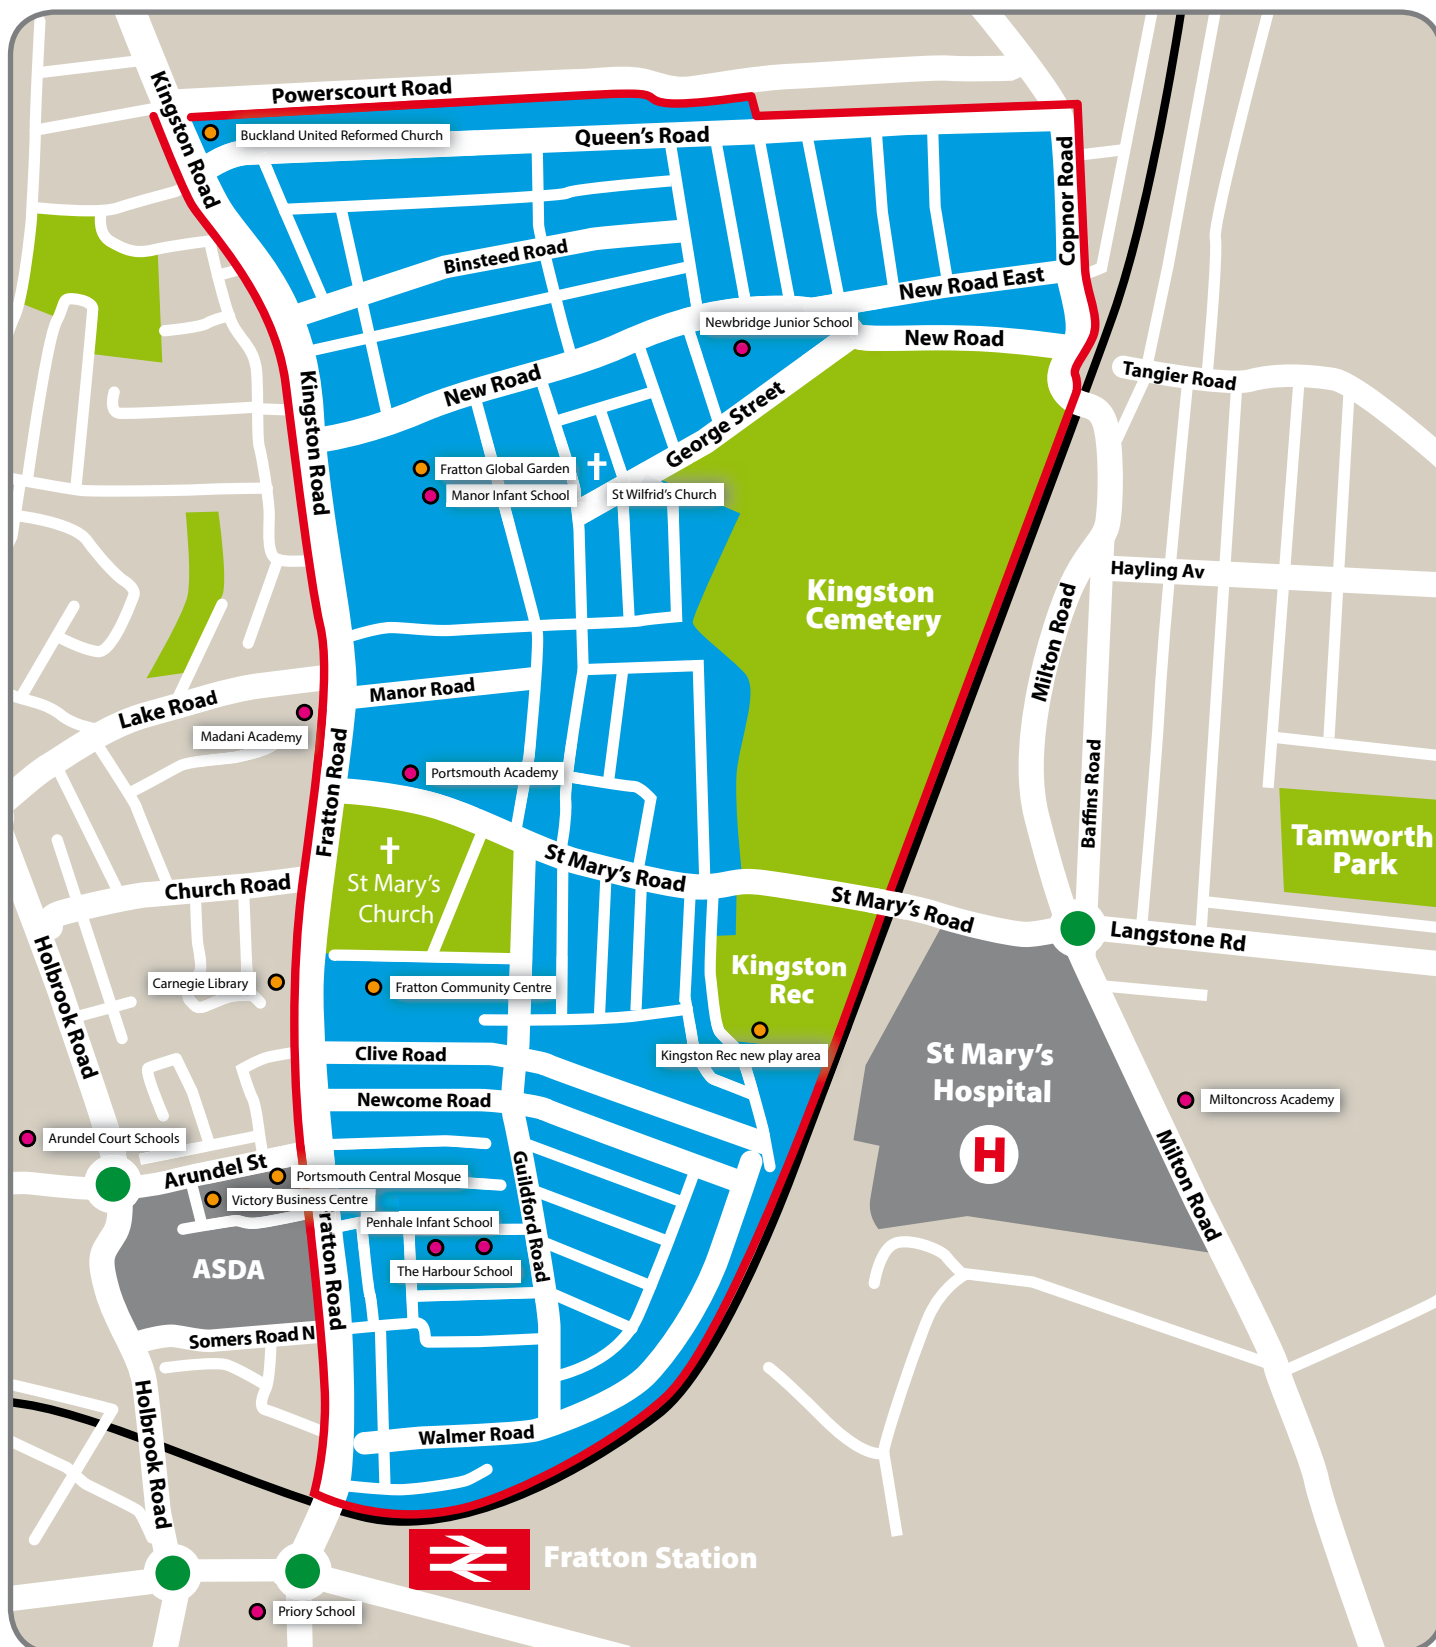 Powerscourt Road
Kingston Road
Buckland United Reformed Church
Queen's Road
Copnor Road
Binsteed Road
New Road East
Newbridge Junior School
New Road
Tangier Road
Kingston Road
New Road
George Street
Fratton Global Garden
Manor Infant School
St Wilfrid's Church
Hayling Av
Kingston
Cemetery
Milton Road
Manor Road
Lake Road
Madani Academy
Fratton Road
Portsmouth Academy
Baffins Road
Tamworth
Park
St Mary's Road
St Mary's
Church
Church Road
St Mary's Road
Langstone Rd
Holbrook Road
Kingston
Rec
Carnegie Library
Fratton Community Centre
Kingston Rec new play area
Clive Road
St Mary's
Hospital
H
Newcome Road
Miltoncross Academy
Arundel Court Schools
Arundel St
Portsmouth Central Mosque
Victory Business Centre
Guildford Road
Milton Road
Penhale Infant School
Fratton Road
ASDA
The Harbour School
Somers Road N
Holbrook Road
Walmer Road
Fratton Station
Priory School